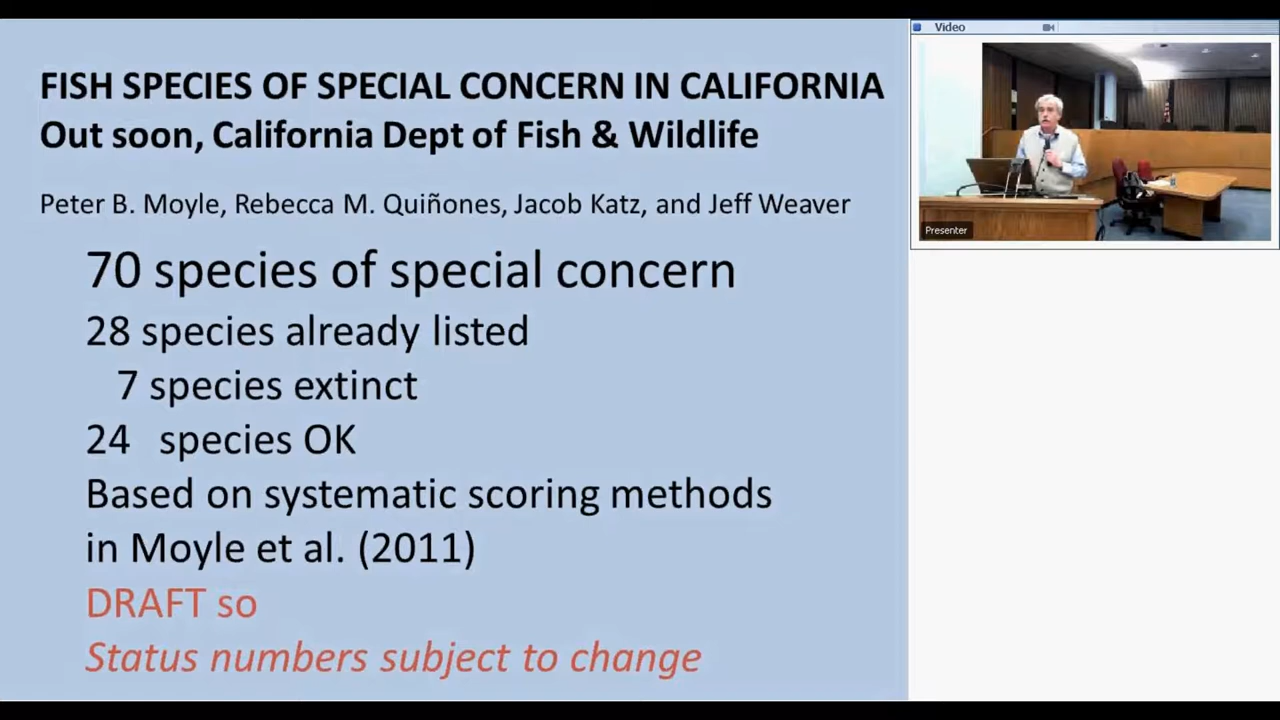 FISH SPECIES OF SPECIAL CONCERN IN CALIFORNIA
Out soon, California Dept of Fish & Wildlife
Peter B. Moyle, Rebecca M. Quiñones, Jacob Katz, and Jeff Weaver
70 species of special concern
28 species already listed
7 species extinct
24 species OK
Based on systematic scoring methods
in Moyle et al. (2011)
DRAFT so
Status numbers subject to change
Video
Presenter